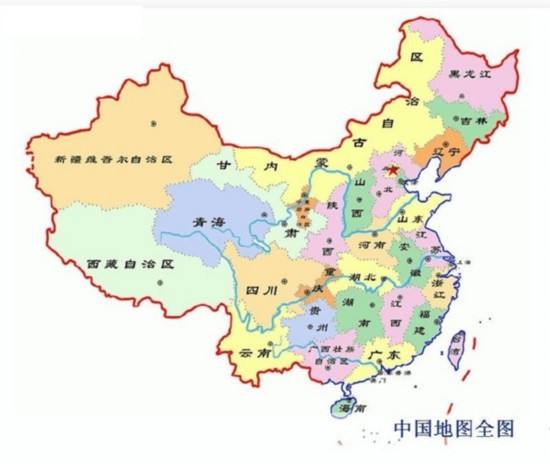 黑龙江
内蒙古自治区
吉林
辽宁
新疆维吾尔自治区
甘肃
河北
山西
陕西
山东
青海
河南
江苏
安徽
上海
西藏自治区
四川
重庆
湖北
浙江
湖南
江西
福建
贵州
云南
广西壮族
自治区
广东
台湾
香港
澳门
海南
中国地图全图